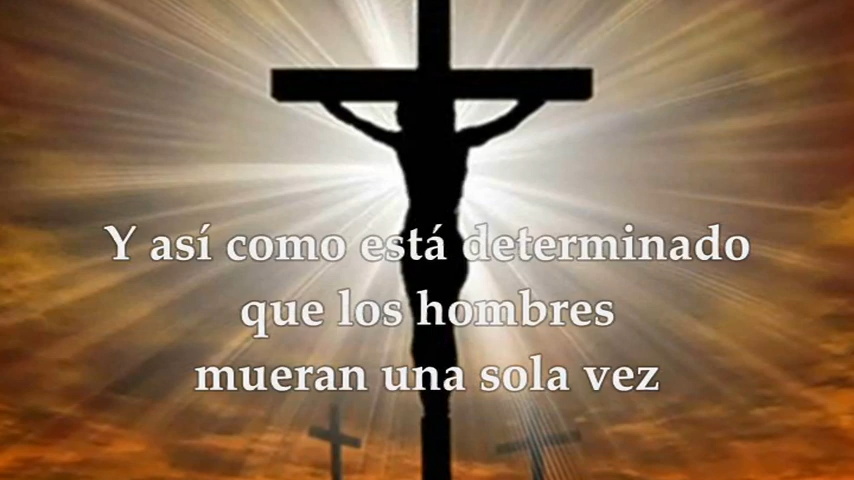 Y así como está determinado
que los hombres
mueran una sola vez